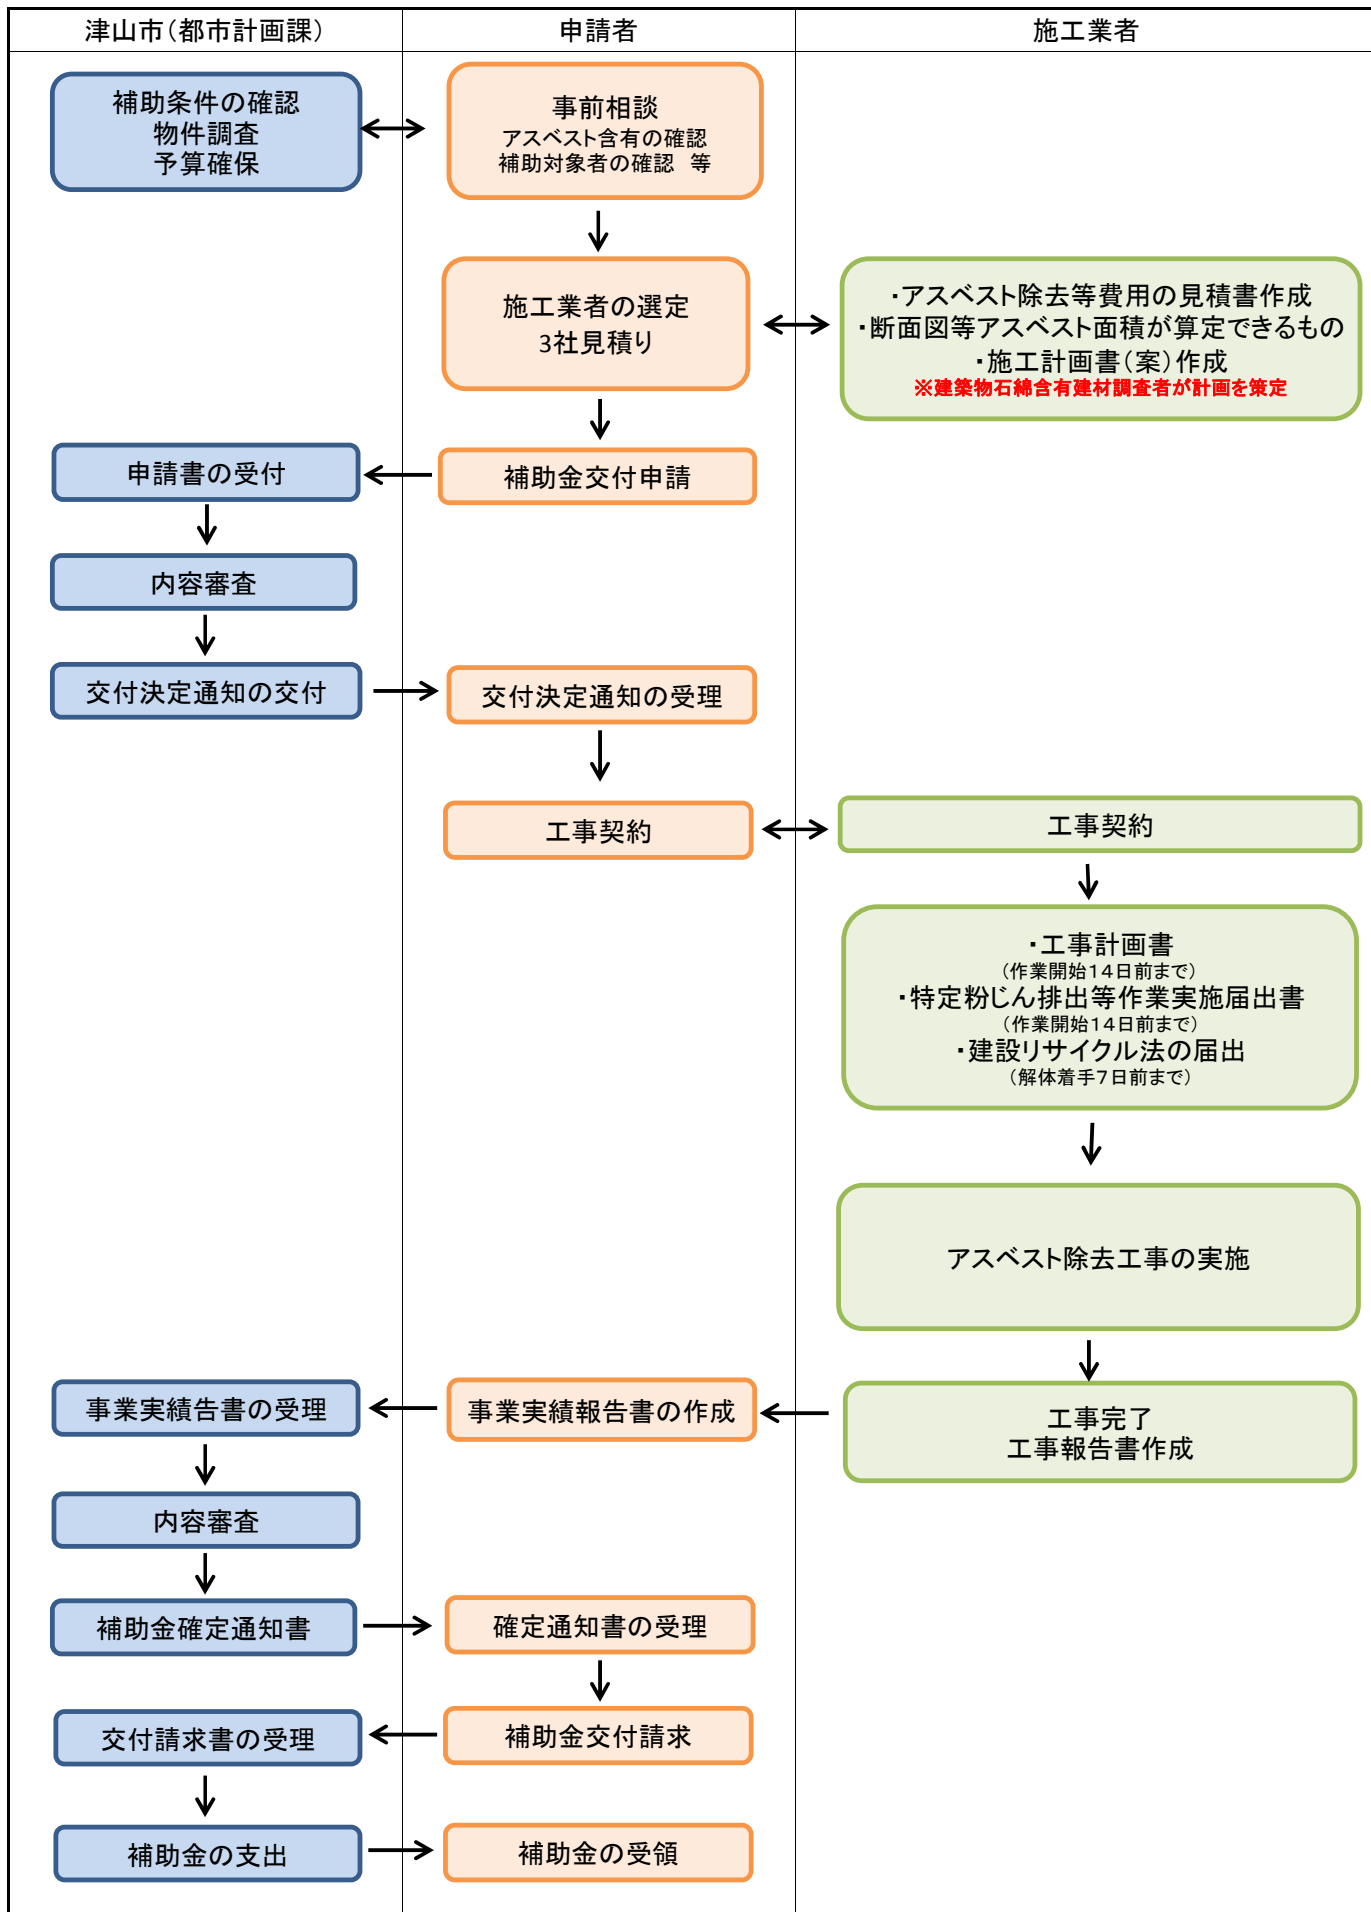 津山市（都市計画課）
申請者
施工業者
補助条件の確認
物件調査
予算確保
事前相談
アスベスト含有の確認
補助対象者の確認　等
施工業者の選定
3社見積り
・アスベスト除去等費用の見積書作成
・断面図等アスベスト面積が算定できるもの
・施工計画書（案）作成
※建築物石綿含有建材調査者が計画を策定
申請書の受付
補助金交付申請
内容審査
交付決定通知の交付
交付決定通知の受理
工事契約
工事契約
・工事計画書
（作業開始１４日前まで）
・特定粉じん排出等作業実施届出書
（作業開始１４日前まで）
・建設リサイクル法の届出
（解体着手７日前まで）
アスベスト除去工事の実施
事業実績告書の受理
事業実績報告書の作成
工事完了
工事報告書作成
内容審査
補助金確定通知書
確定通知書の受理
交付請求書の受理
補助金交付請求
補助金の支出
補助金の受領